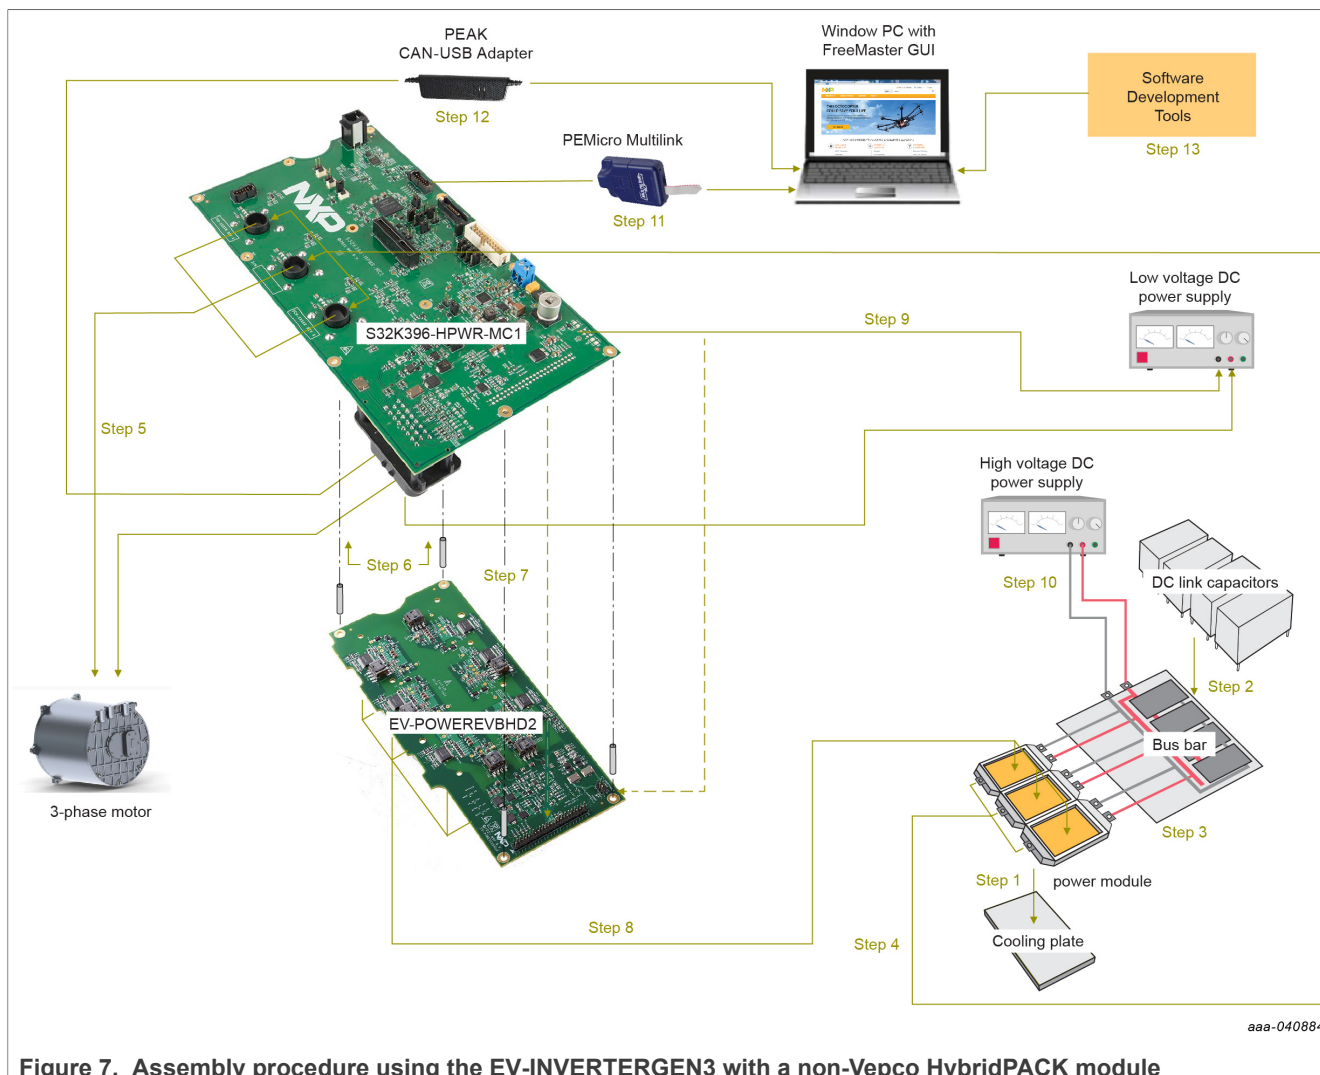 PEAK
CAN-USB Adapter
Step 12
Window PC with
FreeMaster GUI
NXP
Software
Development
Tools
Step 13
PEMicro Multilink
Step 11
NXP
S32K396-HPWR-MC1
Low voltage DC
power supply
Step 9
Step 5
High voltage DC
power supply
Step 10
DC link capacitors
Step 6
Step 7
Step 2
EV-POWEREVBHD2
NXP
Bus bar
Step 3
3-phase motor
Step 1
power module
Step 8
Step 4
Cooling plate
aaa-040884
Figure 7. Assembly procedure using the EV-INVERTERGEN3 with a non-Vepco HybridPACK module